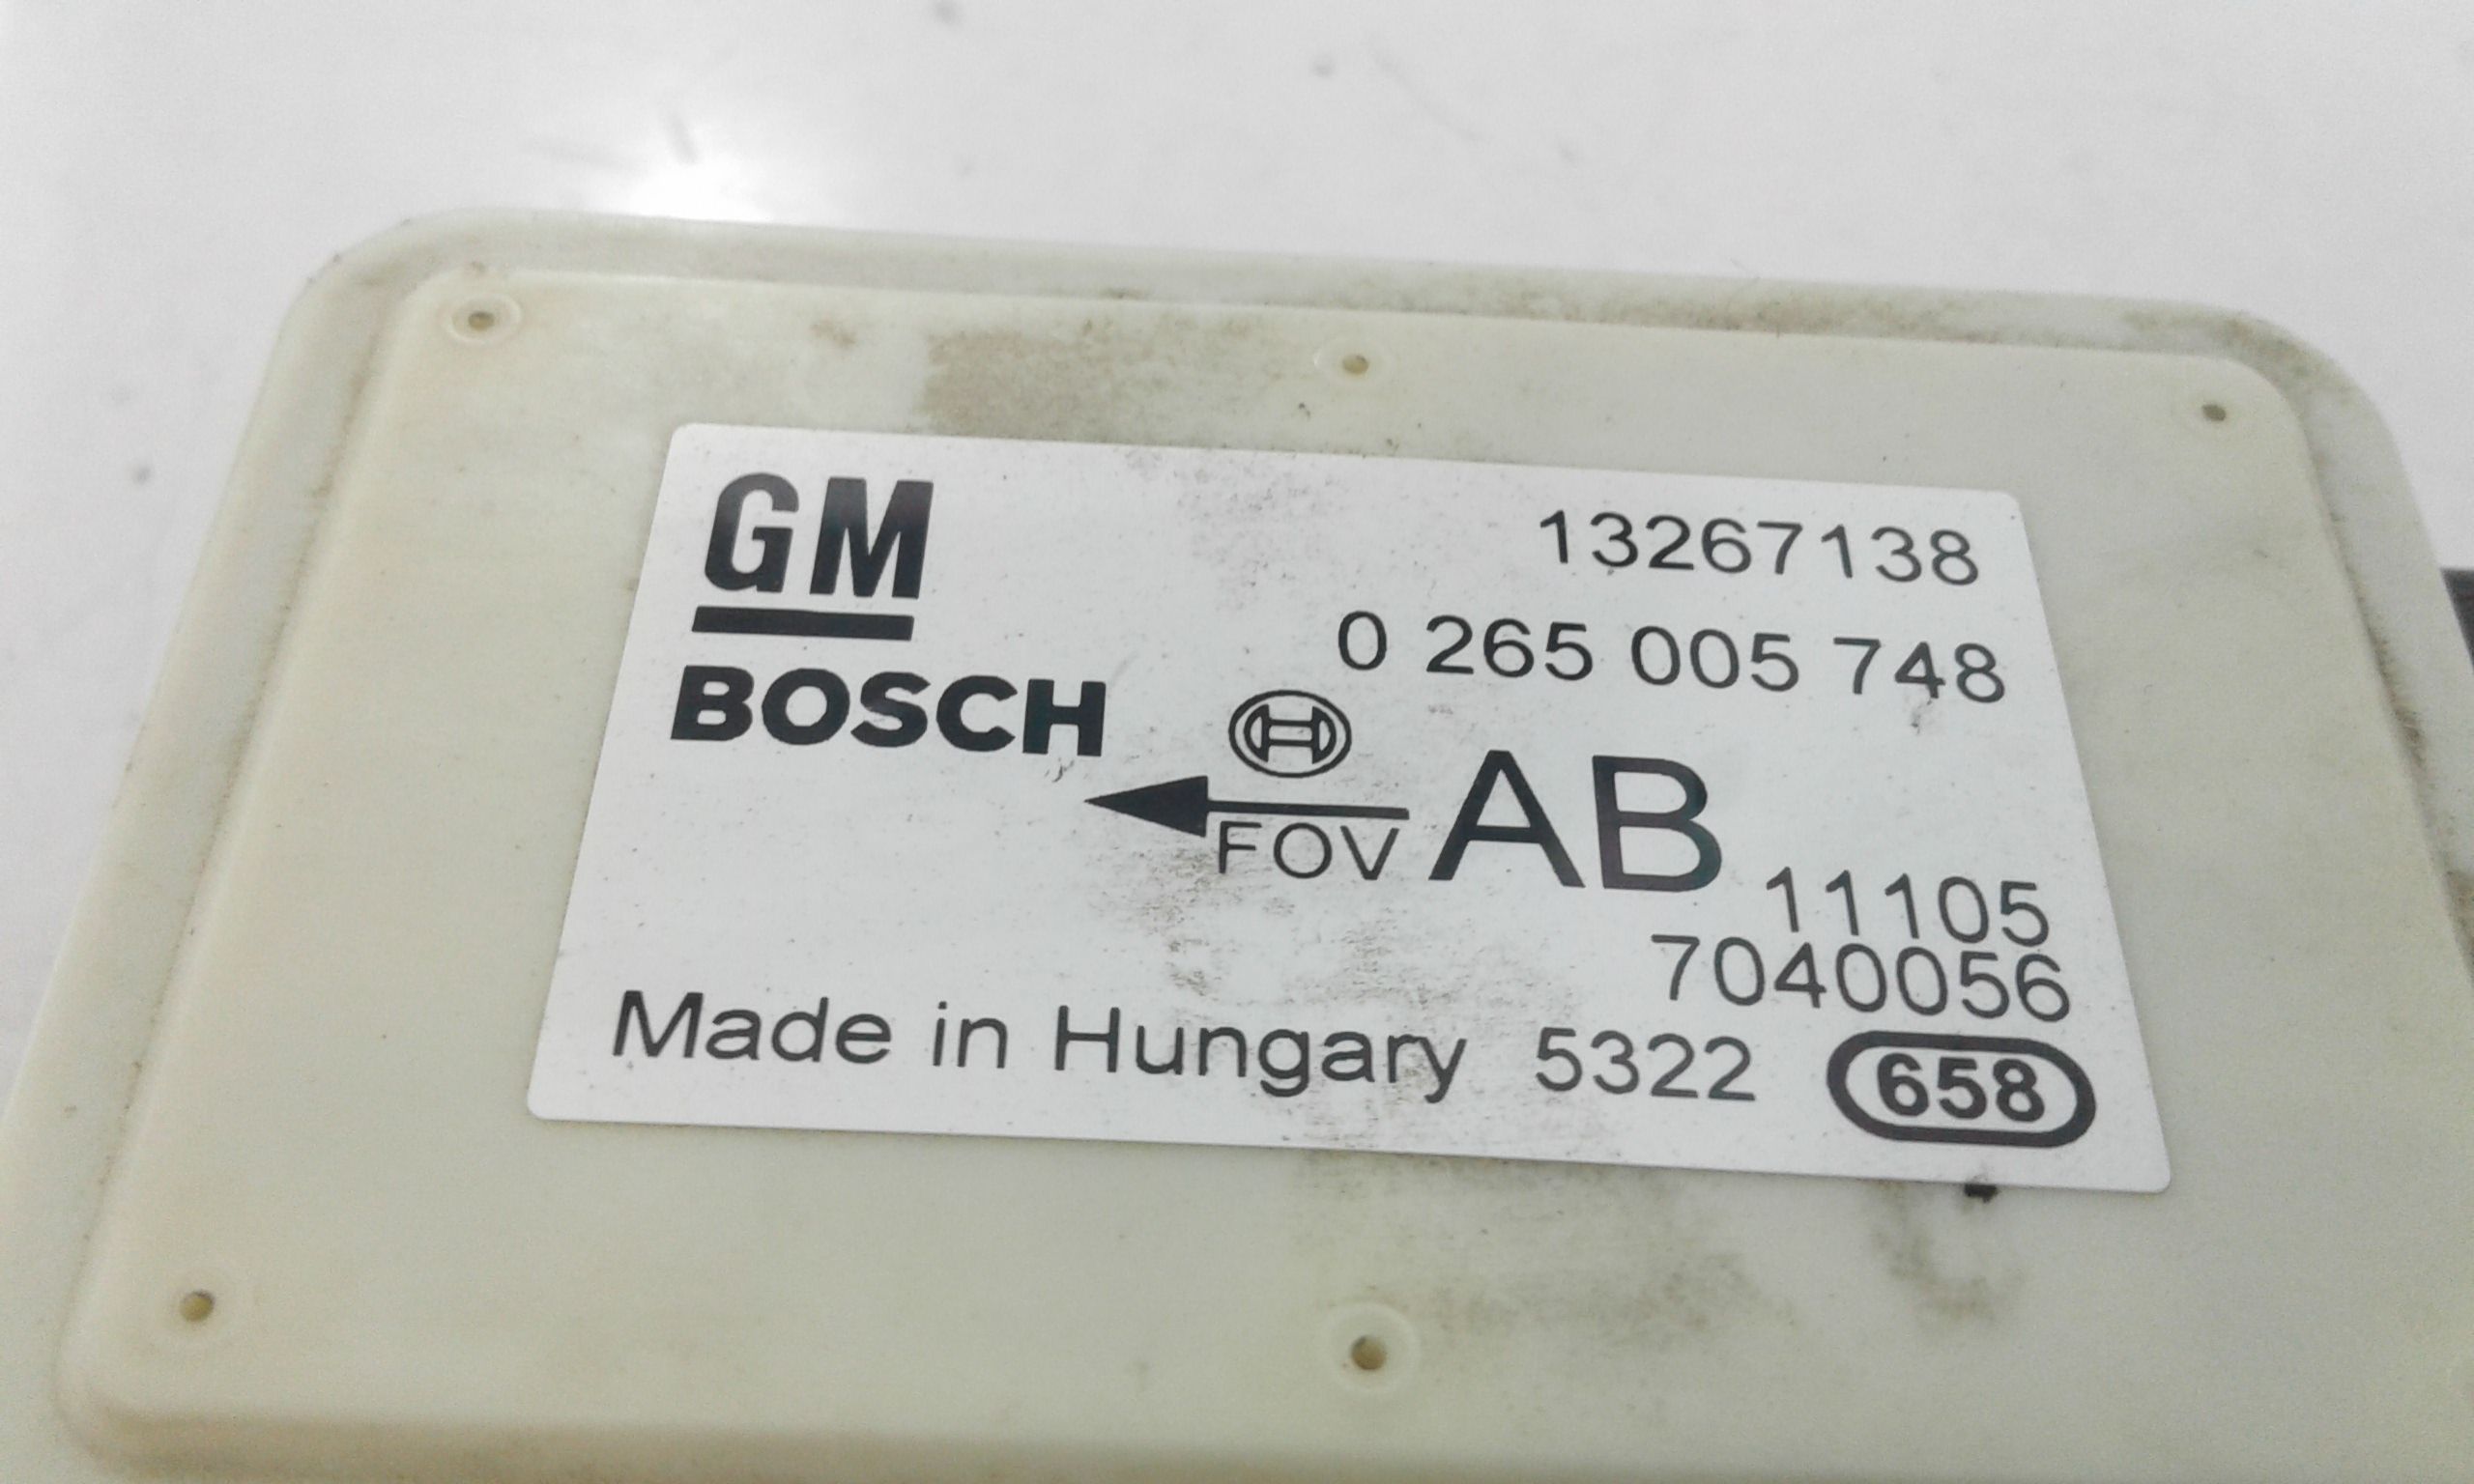 GM
13267138
0 265 005 748
BOSCH
FOV AB
11105
7040056
Made in Hungary 5322 658